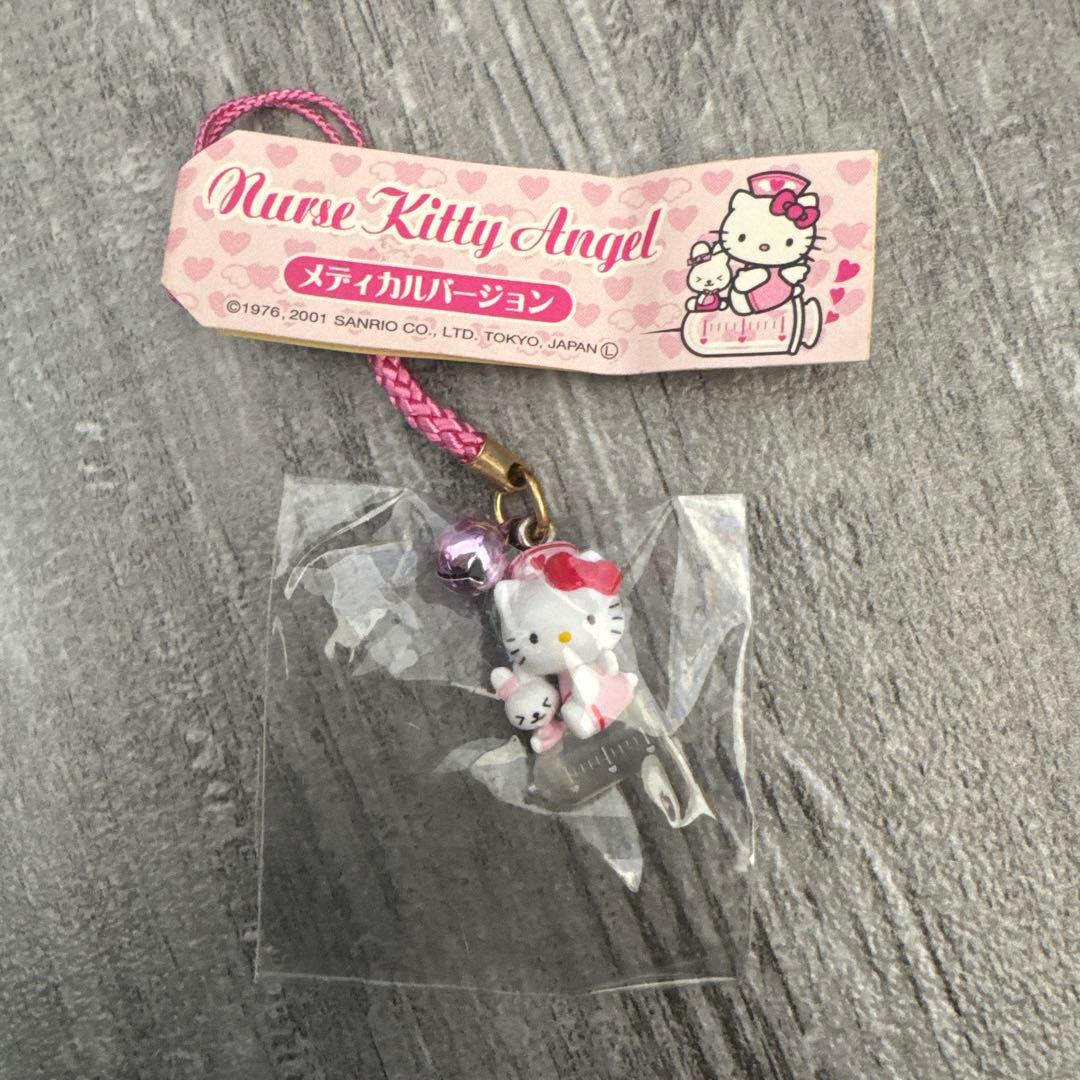 Nurse Kitty Angel
メディカルバージョン
©1976, 2001 SANRIO CO., LTD. TOKYO, JAPAN Ⓛ